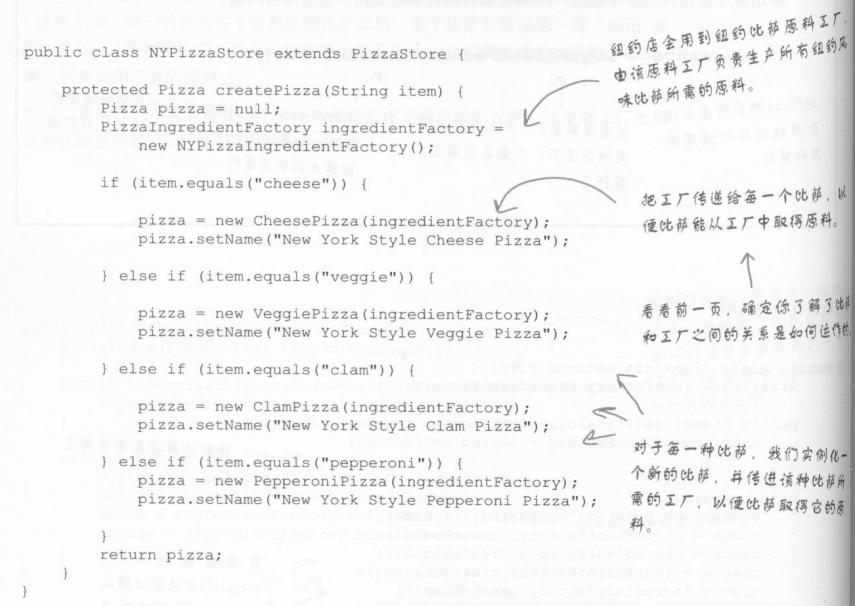 public class NYPizzaStore extends PizzaStore {
protected Pizza createPizza(String item) {
Pizza pizza = null;
PizzaIngredientFactory ingredientFactory =
new NYPizzaIngredientFactory();
if (item.equals("cheese")) {
pizza = new CheesePizza(ingredientFactory);
pizza.setName("New York Style Cheese Pizza");
} else if (item.equals("veggie")) {
pizza = new VeggiePizza(ingredientFactory);
pizza.setName("New York Style Veggie Pizza");
} else if (item.equals("clam")) {
pizza = new ClamPizza(ingredientFactory);
pizza.setName("New York Style Clam Pizza");
} else if (item.equals("pepperoni")) {
pizza = new PepperoniPizza(ingredientFactory);
pizza.setName("New York Style Pepperoni Pizza");
}
return pizza;
}
}
纽约店会用到纽约比萨原料工厂,
由该原料工厂负责生产所有纽约风
味比萨所需的原料。
把工厂传递给每一个比萨,以
便比萨能从工厂中取得原料。
看看前一页,确定你了解了比萨
和工厂之间的关系是如何运作的
对于每一种比萨,我们实例化一
个新的比萨,并传进该种比萨所
需的工厂,以便比萨取得它的原
料。